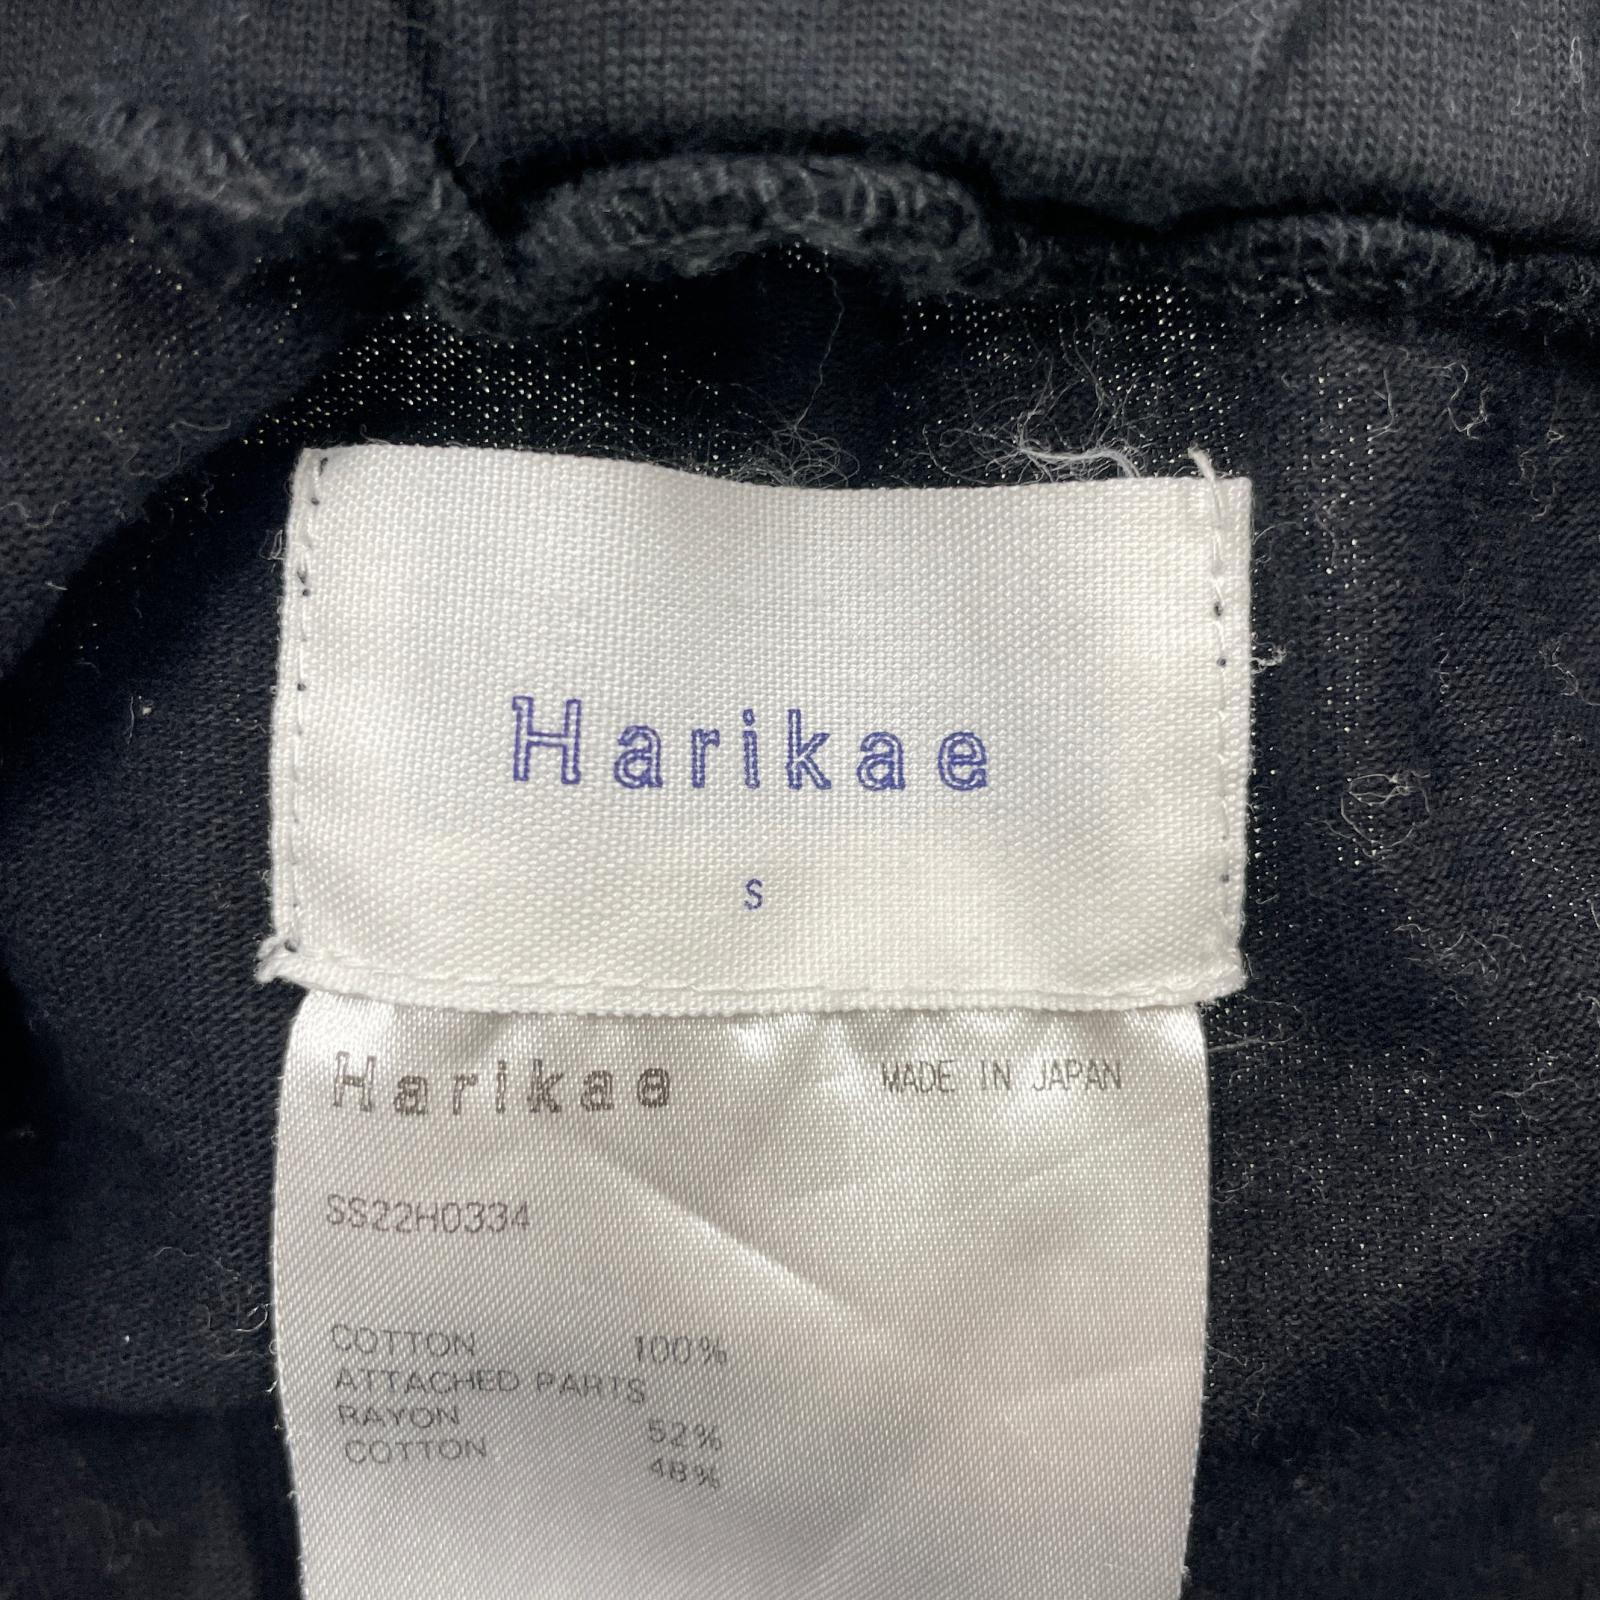 Harikae
S
Harikae MADE IN JAPAN
SS22H0334
COTTON 100%
ATTACHED PARTS
RAYON 52%
COTTON 48%